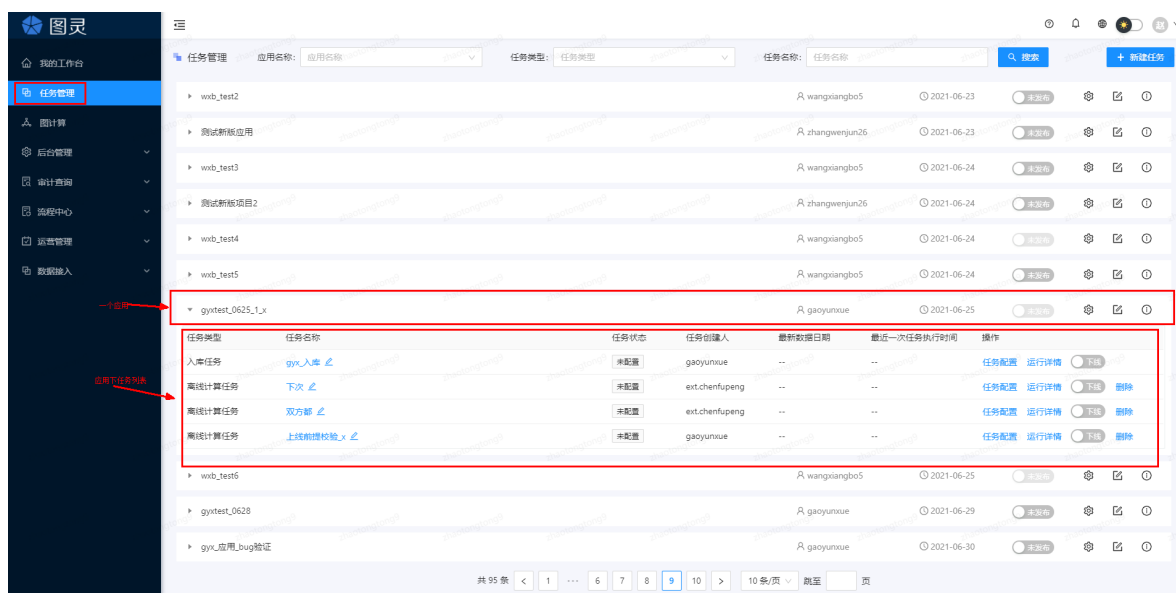 图灵
我的工作台
任务管理
图计算
后台管理
审计查询
流程中心
运营管理
数据接入
任务管理 应用名称: 应用名称 任务类型: 任务类型 任务名称: 任务名称 搜索 + 新建任务
wxb_test2 wangxiangbo5 2021-06-23 未发布
测试新版应用 zhangwenjun26 2021-06-23 未发布
wxb_test3 wangxiangbo5 2021-06-24 未发布
测试新版项目2 zhangwenjun26 2021-06-24 未发布
wxb_test4 wangxiangbo5 2021-06-24 未发布
wxb_test5 wangxiangbo5 2021-06-24 未发布
一个应用
gyxtest_0625_1_x gaoyunxue 2021-06-25 未发布
任务类型 任务名称 任务状态 任务创建人 最新数据日期 最近一次任务执行时间 操作
入库任务 gyx_入库 未配置 gaoyunxue -- -- 任务配置 运行详情 下线
应用下任务列表
离线计算任务 下次 未配置 ext.chenfupeng -- -- 任务配置 运行详情 下线 删除
离线计算任务 双方都 未配置 ext.chenfupeng -- -- 任务配置 运行详情 下线 删除
离线计算任务 上线前提校验_x 未配置 gaoyunxue -- -- 任务配置 运行详情 下线 删除
wxb_test6 wangxiangbo5 2021-06-25 未发布
gyxtest_0628 gaoyunxue 2021-06-29 未发布
gyx_应用_bug验证 gaoyunxue 2021-06-30 未发布
共 95 条 < 1 ··· 6 7 8 9 10 > 10 条/页 跳至 页